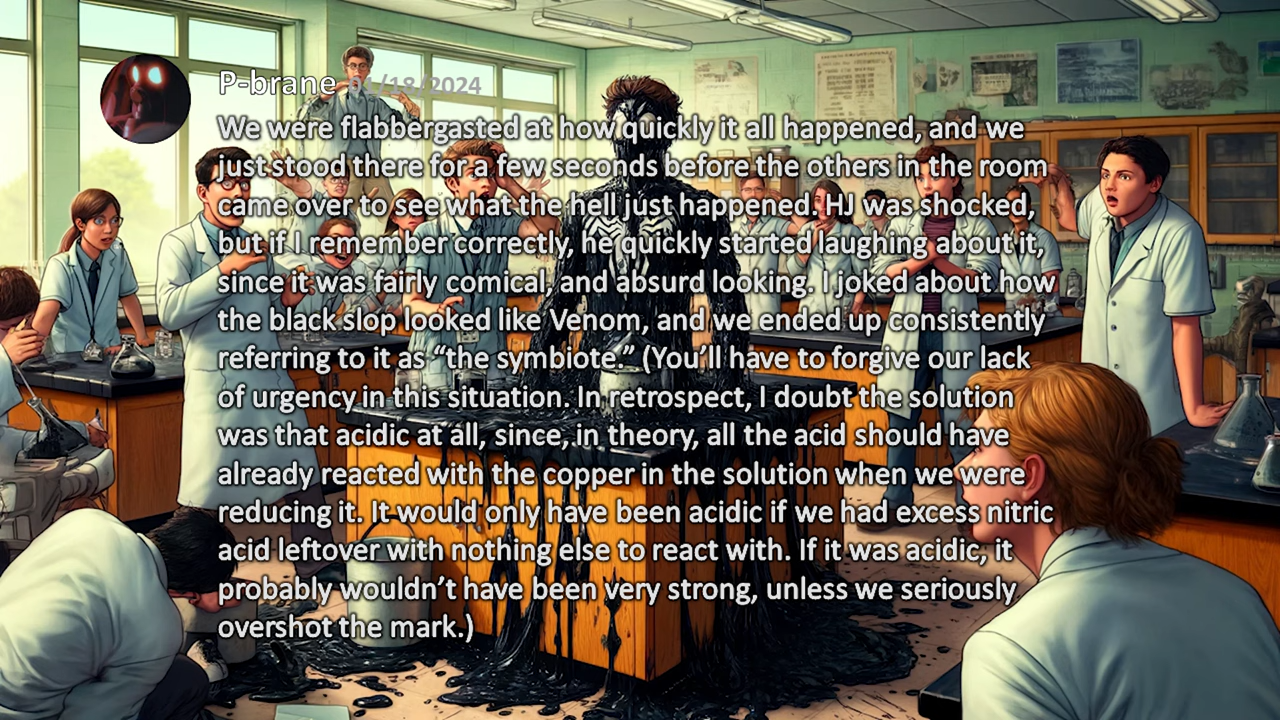 P-brane 01/18/2024
We were flabbergasted at how quickly it all happened, and we
just stood there for a few seconds before the others in the room
came over to see what the hell just happened. HJ was shocked,
but if I remember correctly, he quickly started laughing about it,
since it was fairly comical, and absurd looking. I joked about how
the black slop looked like Venom, and we ended up consistently
referring to it as “the symbiote.” (You’ll have to forgive our lack
of urgency in this situation. In retrospect, I doubt the solution
was that acidic at all, since, in theory, all the acid should have
already reacted with the copper in the solution when we were
reducing it. It would only have been acidic if we had excess nitric
acid leftover with nothing else to react with. If it was acidic, it
probably wouldn’t have been very strong, unless we seriously
overshot the mark.)